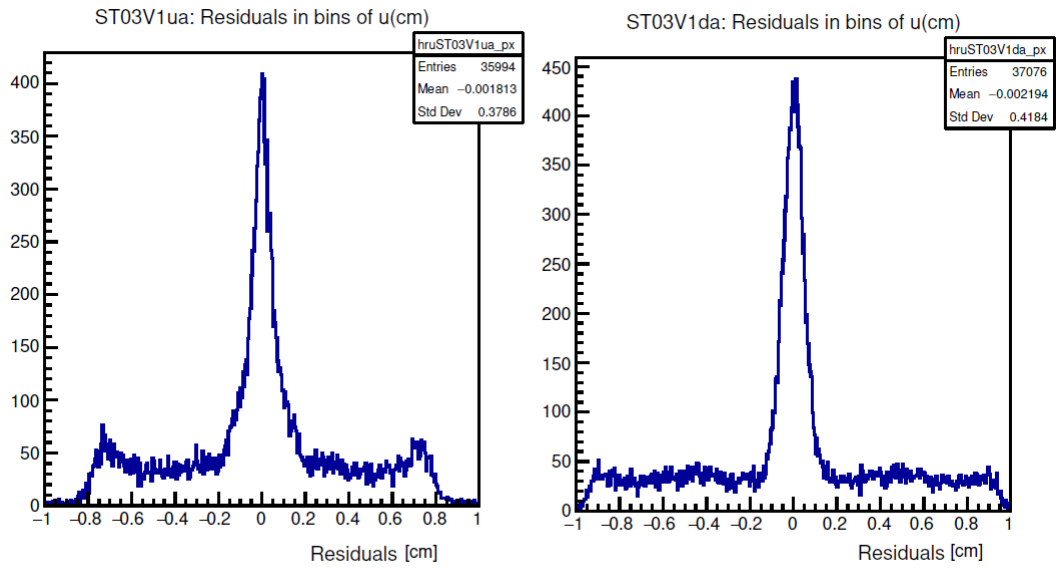 ST03V1ua: Residuals in bins of u(cm)
hruST03V1ua_px
Entries 35994
Mean −0.001813
Std Dev 0.3786
400
350
300
250
200
150
100
50
0
−1 −0.8 −0.6 −0.4 −0.2 0 0.2 0.4 0.6 0.8 1
Residuals [cm]
ST03V1da: Residuals in bins of u(cm)
hruST03V1da_px
Entries 37076
Mean −0.002194
Std Dev 0.4184
450
400
350
300
250
200
150
100
50
0
−1 −0.8 −0.6 −0.4 −0.2 0 0.2 0.4 0.6 0.8 1
Residuals [cm]